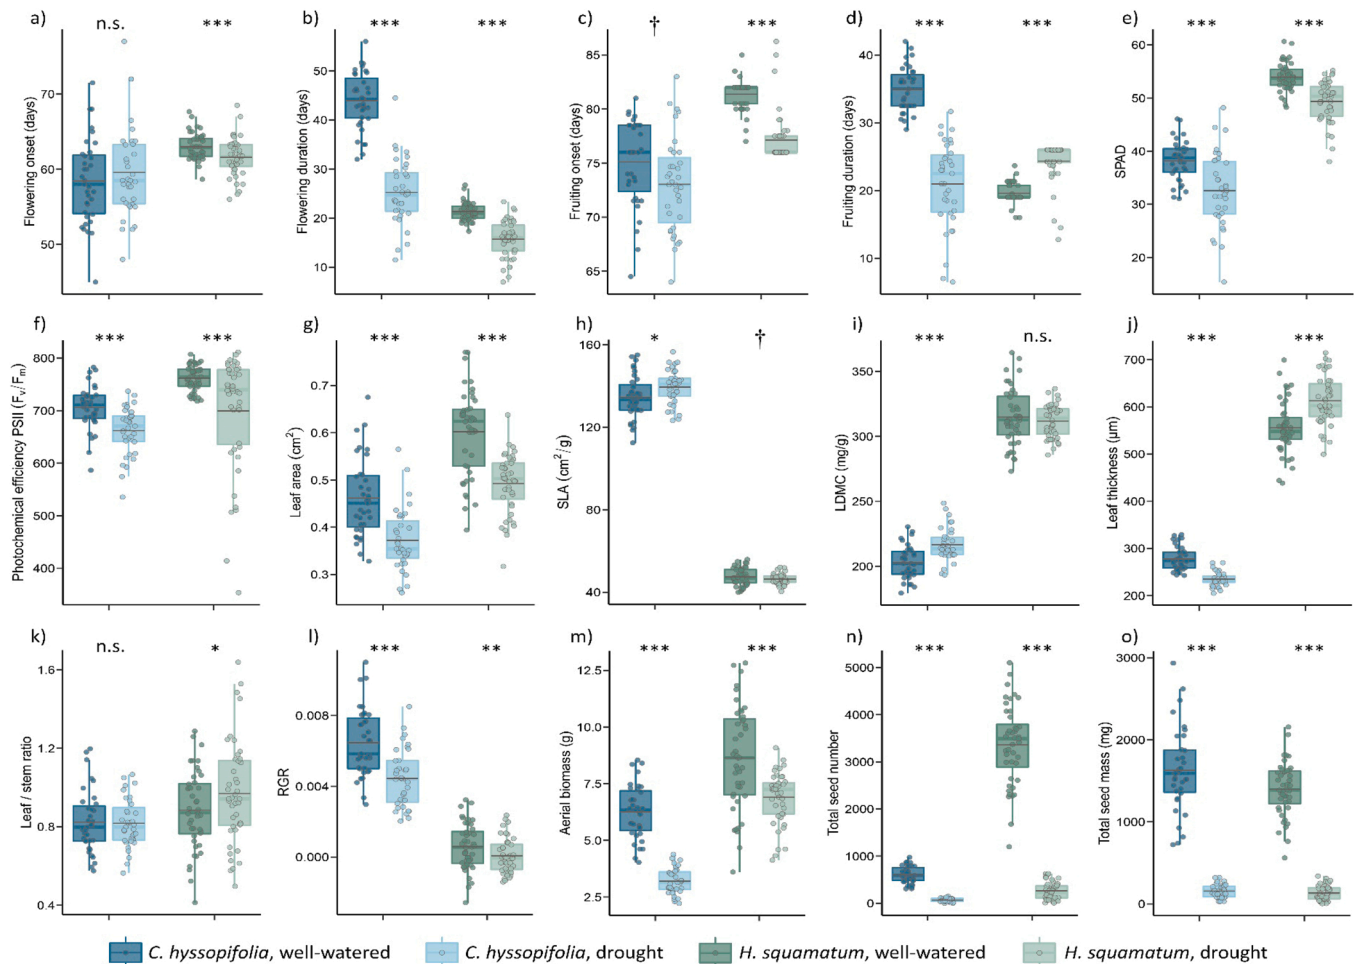 a) n.s. ***
Flowering onset (days)
70
60
50
b) *** ***
Flowering duration (days)
50
40
30
20
10
c) † ***
Fruiting onset (days)
85
80
75
70
65
d) *** ***
Fruiting duration (days)
40
30
20
10
e) *** ***
SPAD
60
50
40
30
20
f) *** ***
Photochemical efficiency PSII (Fv/Fm)
800
700
600
500
400
g) *** ***
Leaf area (cm²)
0.7
0.6
0.5
0.4
0.3
h) * †
SLA (cm²/g)
160
120
80
40
i) *** n.s.
LDMC (mg/g)
350
300
250
200
j) *** ***
Leaf thickness (µm)
700
600
500
400
300
200
k) n.s. *
Leaf / stem ratio
1.6
1.2
0.8
0.4
l) *** **
RGR
0.008
0.004
0.000
m) *** ***
Aerial biomass (g)
12.5
10.0
7.5
5.0
2.5
n) *** ***
Total seed number
5000
4000
3000
2000
1000
0
o) *** ***
Total seed mass (mg)
3000
2000
1000
0
C. hyssopifolia, well-watered C. hyssopifolia, drought H. squamatum, well-watered H. squamatum, drought